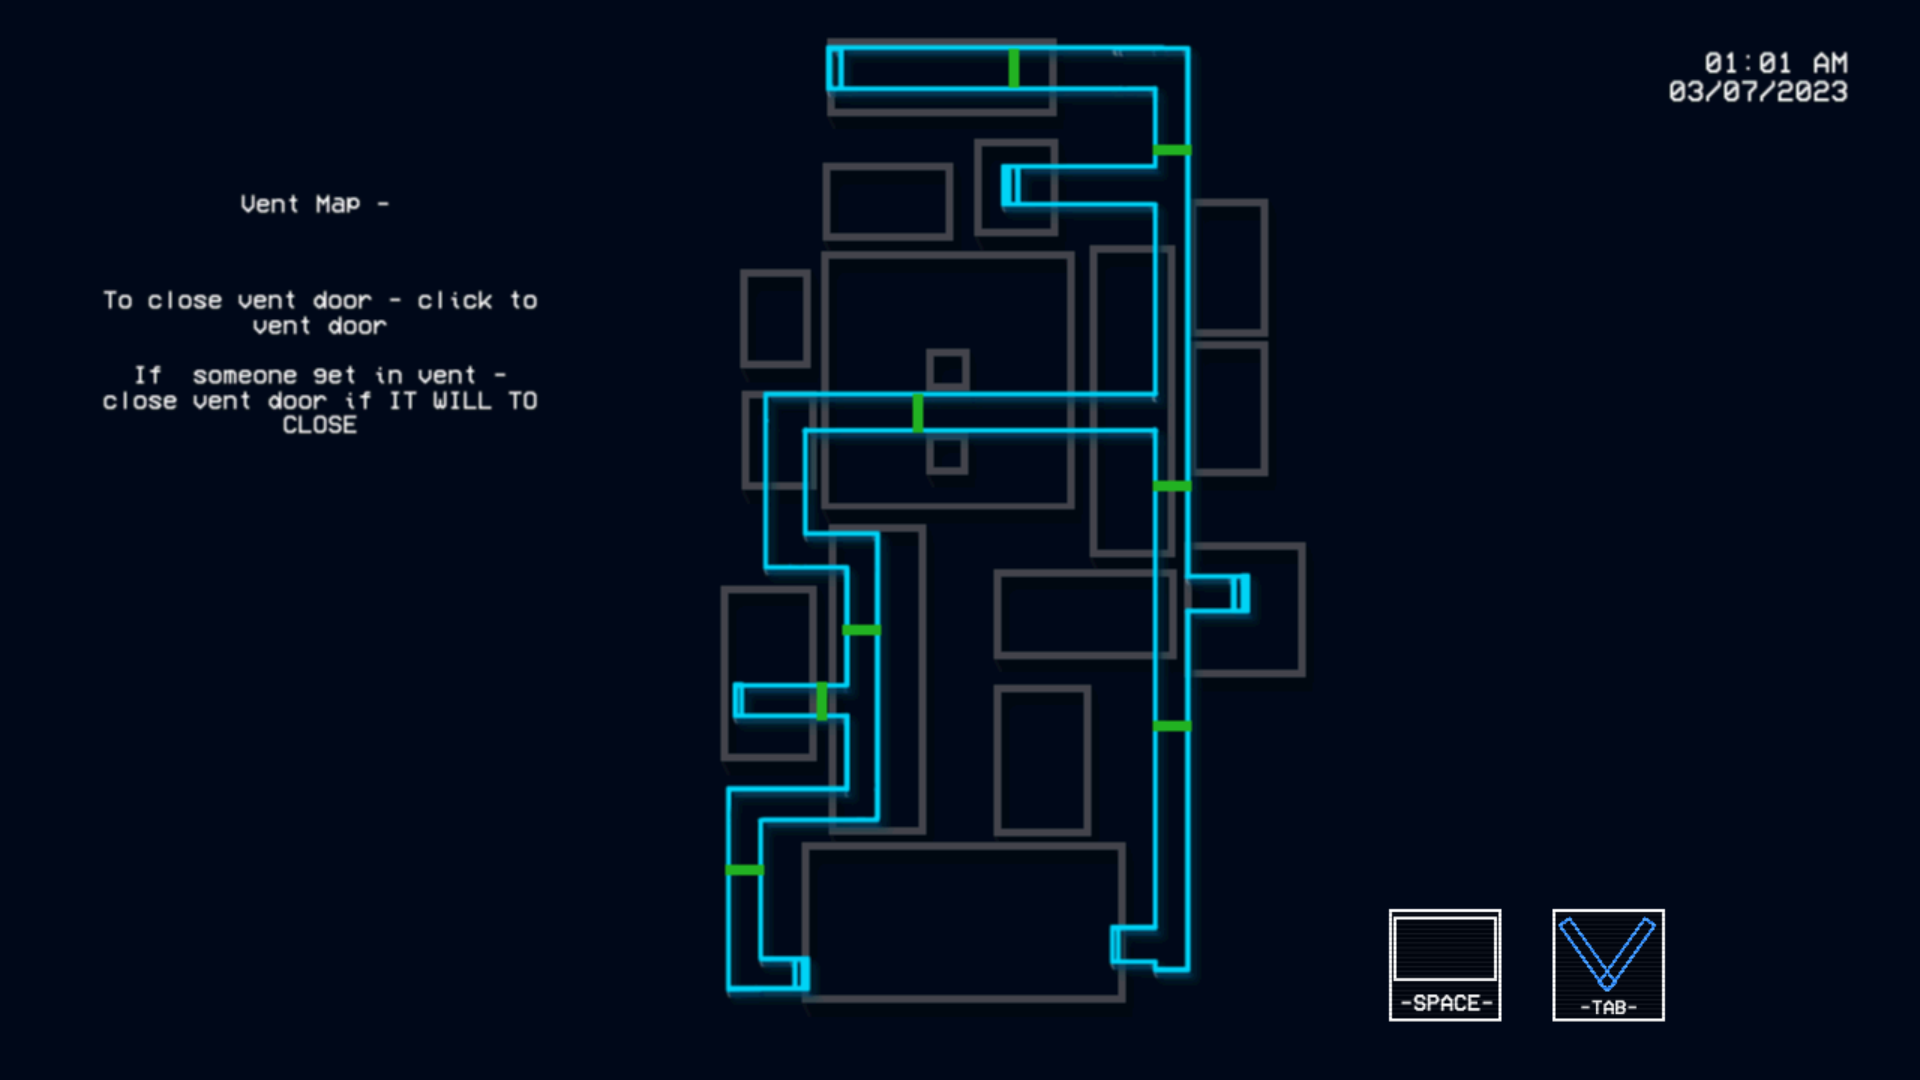 01:01 AM
03/07/2023
Vent Map -
To close vent door - click to
vent door
If someone get in vent -
close vent door if IT WILL TO
CLOSE
-SPACE-
-TAB-